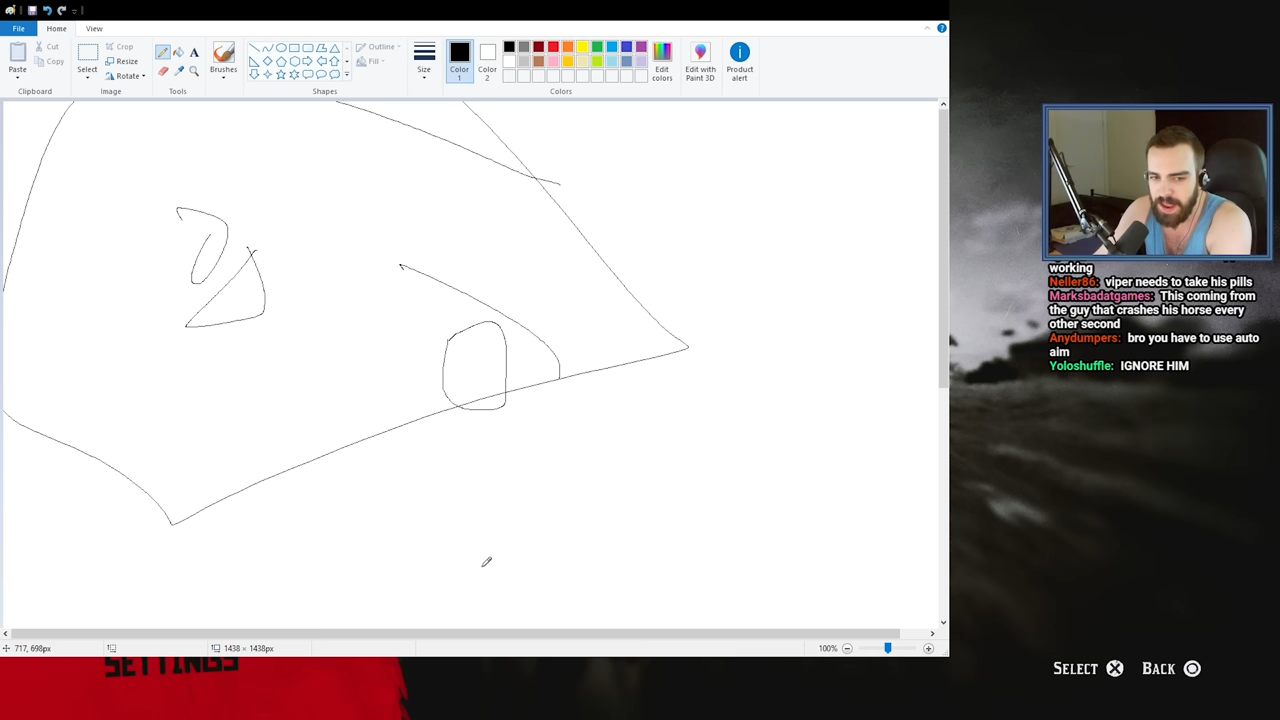 File
Home
View
Paste
Cut
Copy
Clipboard
Select
Crop
Resize
Rotate
Image
Tools
A
Brushes
Outline
Fill
Shapes
Size
Color
1
Color
2
Edit
colors
Colors
Edit with
Paint 3D
Product
alert
working
Neller86: viper needs to take his pills
Marksbadatgames: This coming from
the guy that crashes his horse every
other second
Anydumpers: bro you have to use auto
aim
Yoloshuffle: IGNORE HIM
717, 698px
1438 × 1438px
100%
SETTINGS
SELECT
BACK